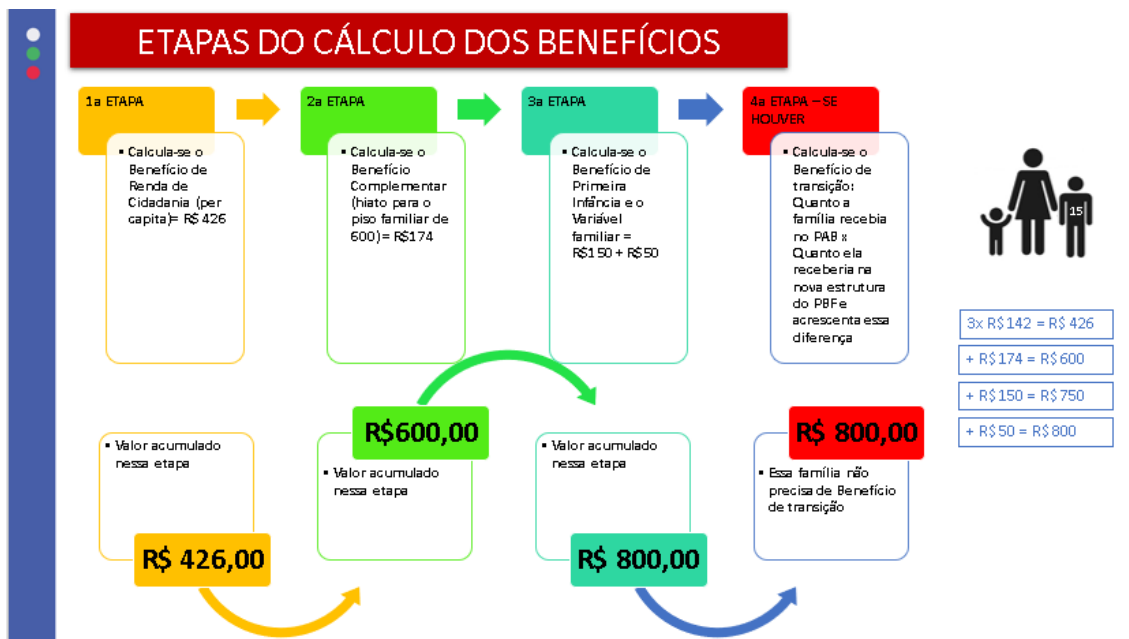 ETAPAS DO CÁLCULO DOS BENEFÍCIOS
1a ETAPA
▪ Calcula-se o
Benefício de
Renda de
Cidadania (per
capita)= R$ 426
2a ETAPA
▪ Calcula-se o
Benefício
Complementar
(hiato para o
piso familiar de
600)= R$174
3a ETAPA
▪ Calcula-se o
Benefício de
Primeira
Infância e o
Variável
familiar =
R$150 + R$50
4a ETAPA – SE
HOUVER
▪ Calcula-se o
Benefício de
transição:
Quanto a
família recebia
no PAB x
Quanto ela
receberia na
nova estrutura
do PBF e
acrescenta essa
diferença
15
3x R$142 = R$ 426
+ R$174 = R$600
+ R$150 = R$750
+ R$50 = R$800
▪ Valor acumulado
nessa etapa
R$ 426,00
R$600,00
▪ Valor acumulado
nessa etapa
▪ Valor acumulado
nessa etapa
R$ 800,00
R$ 800,00
▪ Essa família não
precisa de Benefício
de transição